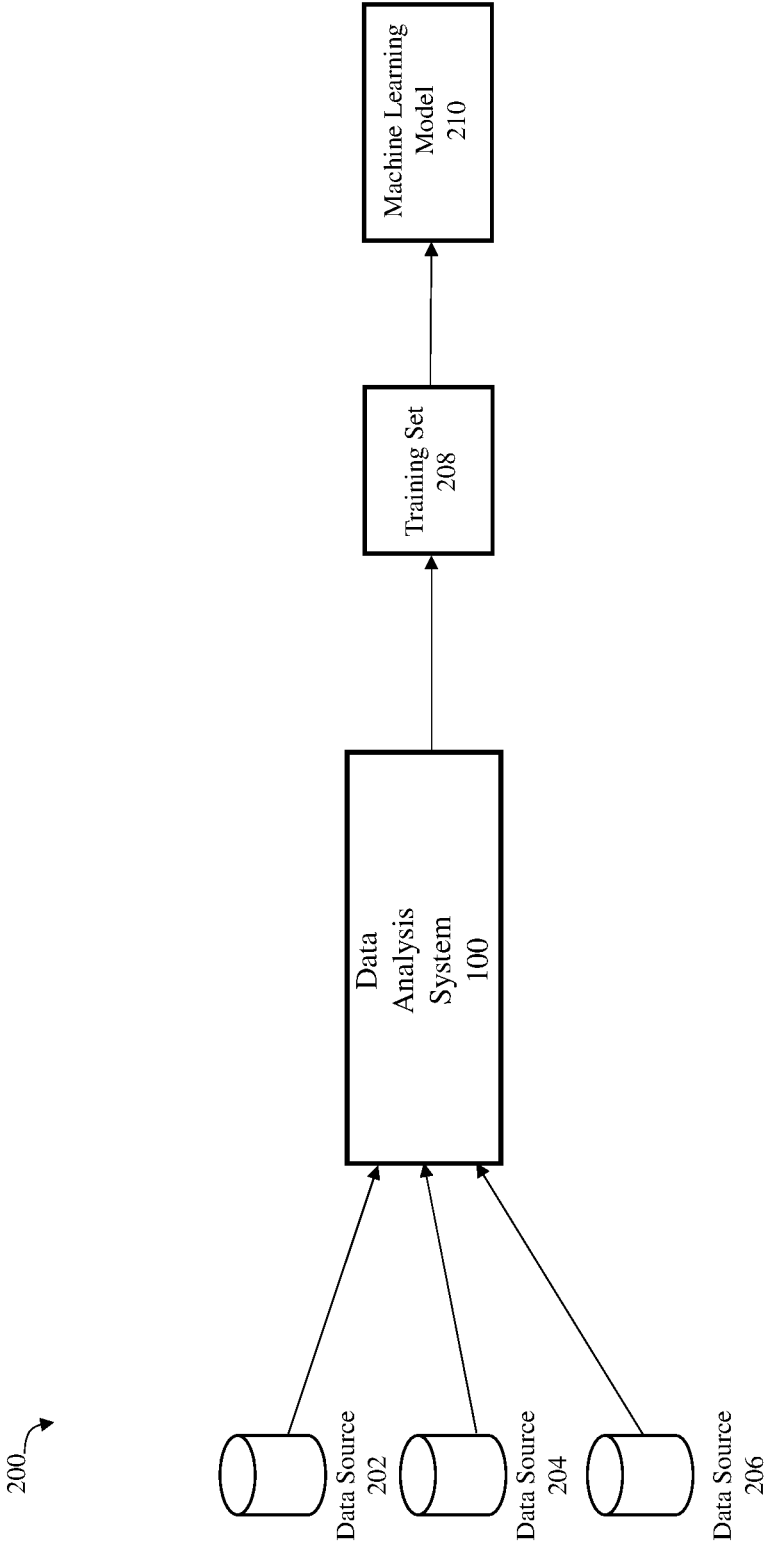 200
Data Source
202
Data Source
204
Data Source
206
Data
Analysis
System
100
Training Set
208
Machine Learning
Model
210